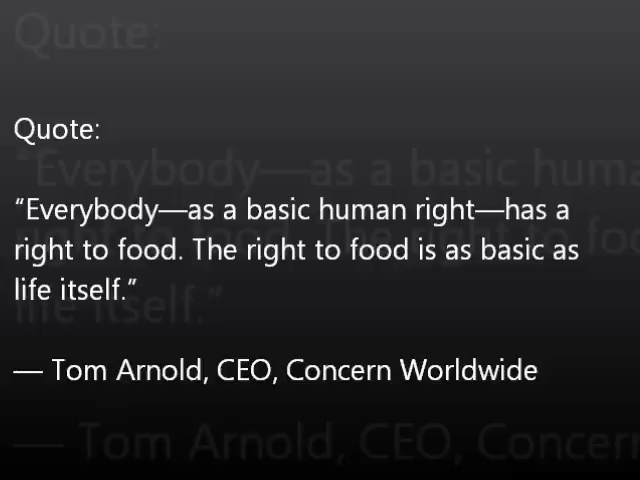 Quote:
“Everybody—as a basic human right—has a
right to food. The right to food is as basic as
life itself.”
— Tom Arnold, CEO, Concern Worldwide